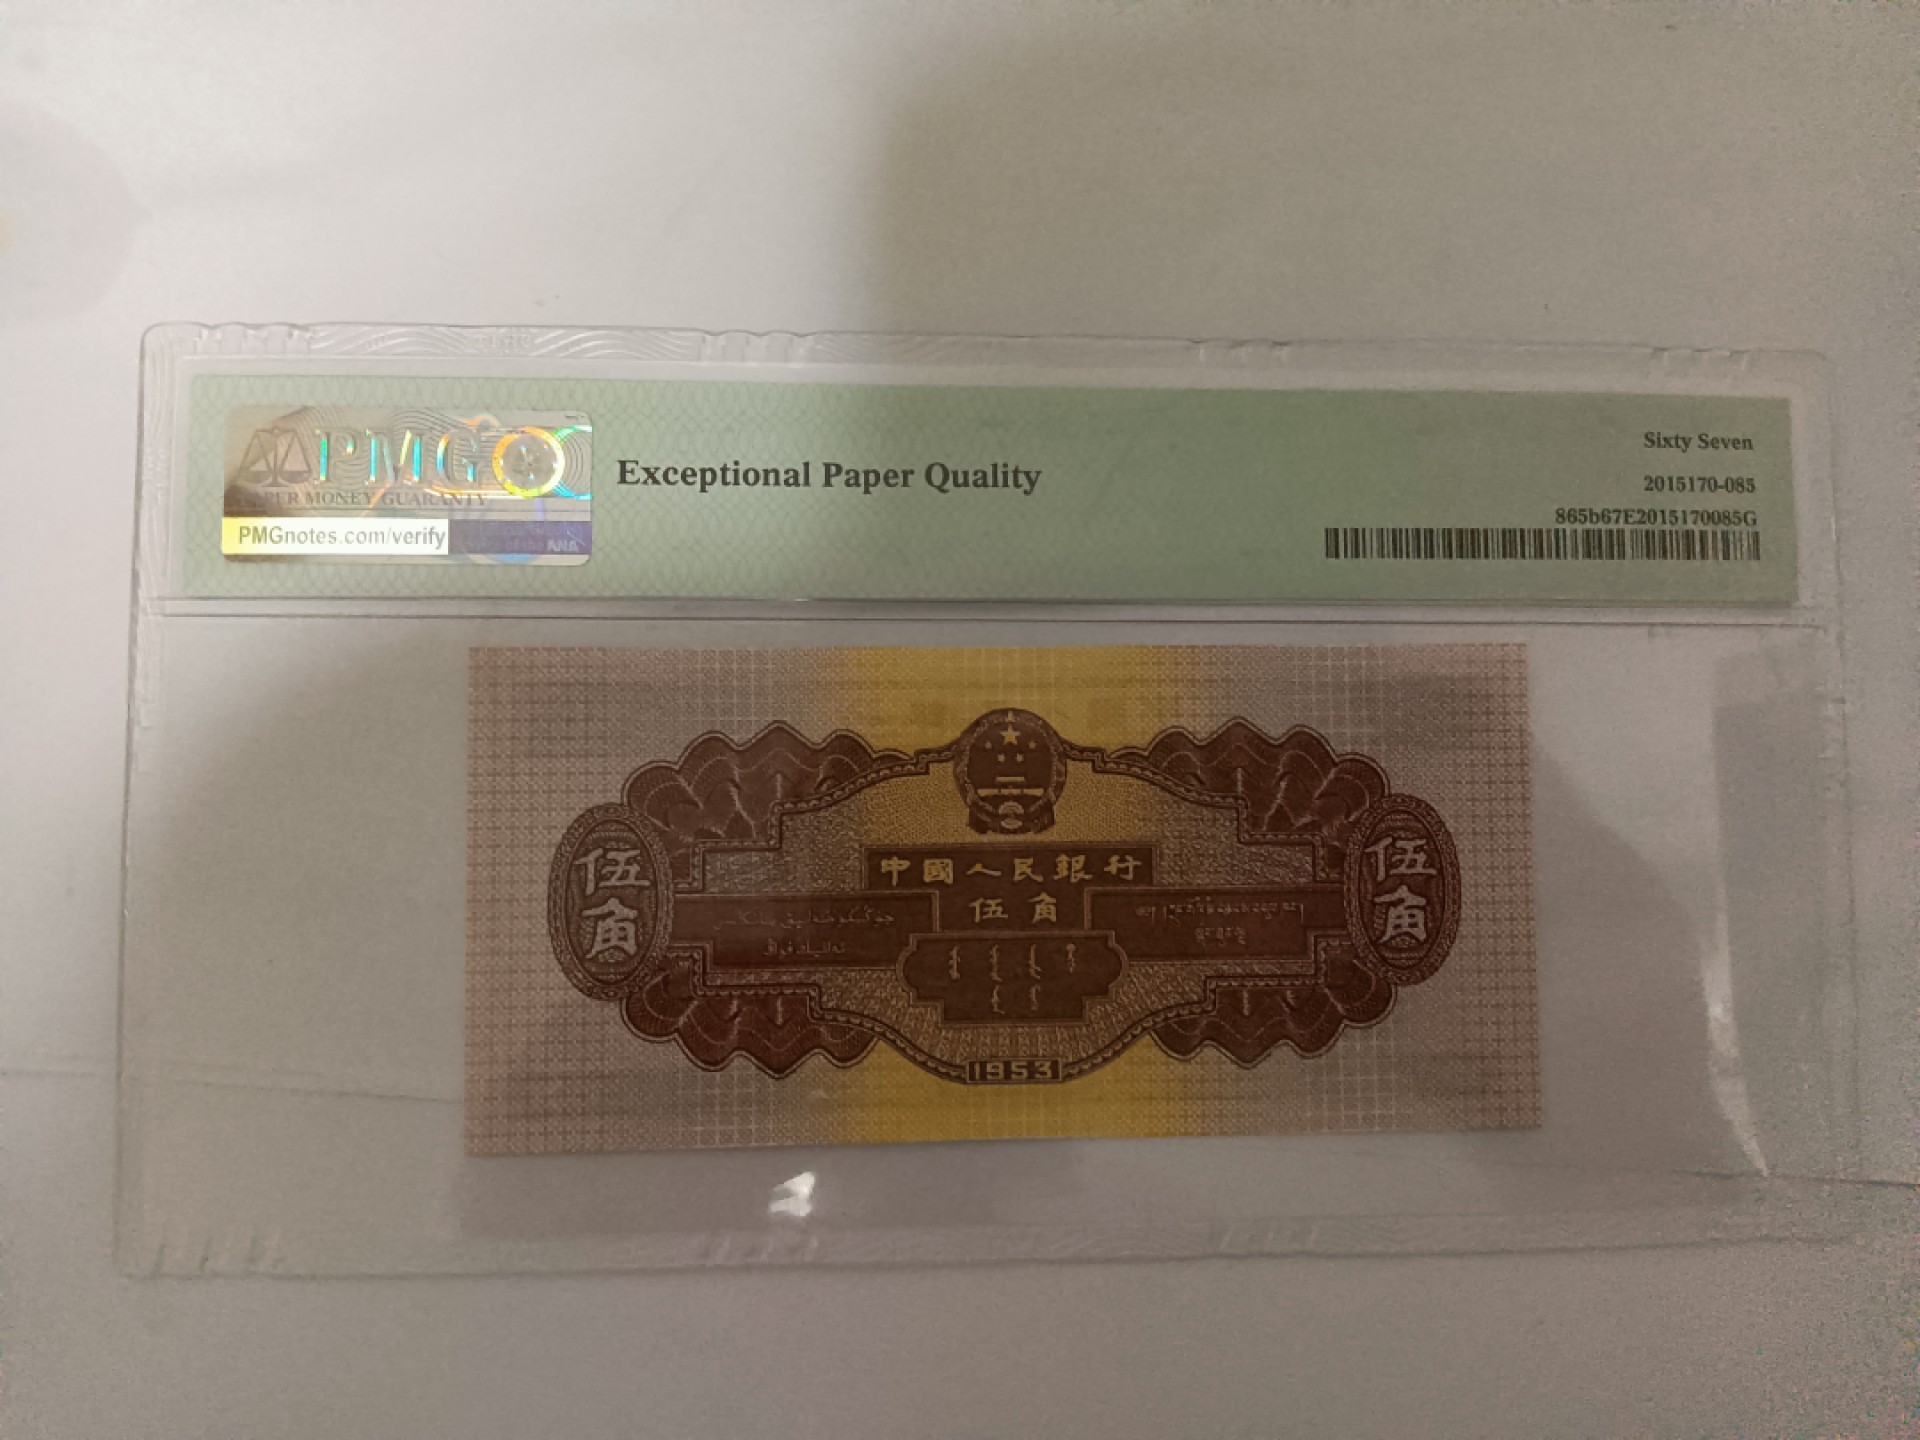 PMG
PAPER MONEY GUARANTY
PMGnotes.com/verify
ANA
Exceptional Paper Quality
Sixty Seven
2015170-085
865b67E2015170085G
伍角
中國人民銀行
伍角
伍角
1953